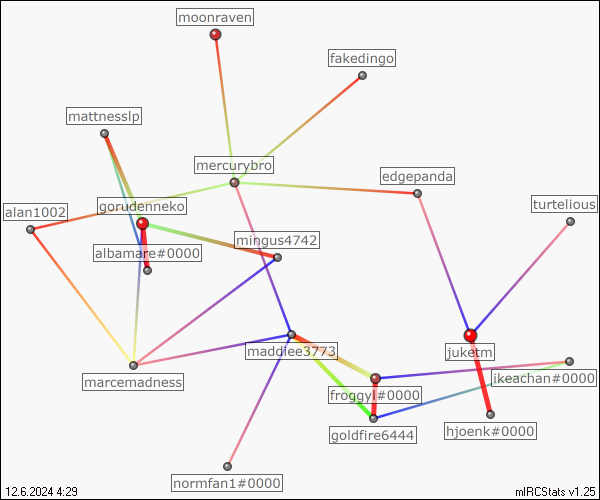 moonraven
fakedingo
mattnesslp
mercurybro
edgepanda
turtelious
gorudenneko
alan1002
mingus4742
albamare#0000
maddiee3773
juketm
marcemadness
ikeachan#0000
froggyl#0000
goldfire6444
hjoenk#0000
normfan1#0000
12.6.2024 4:29
mIRCStats v1.25